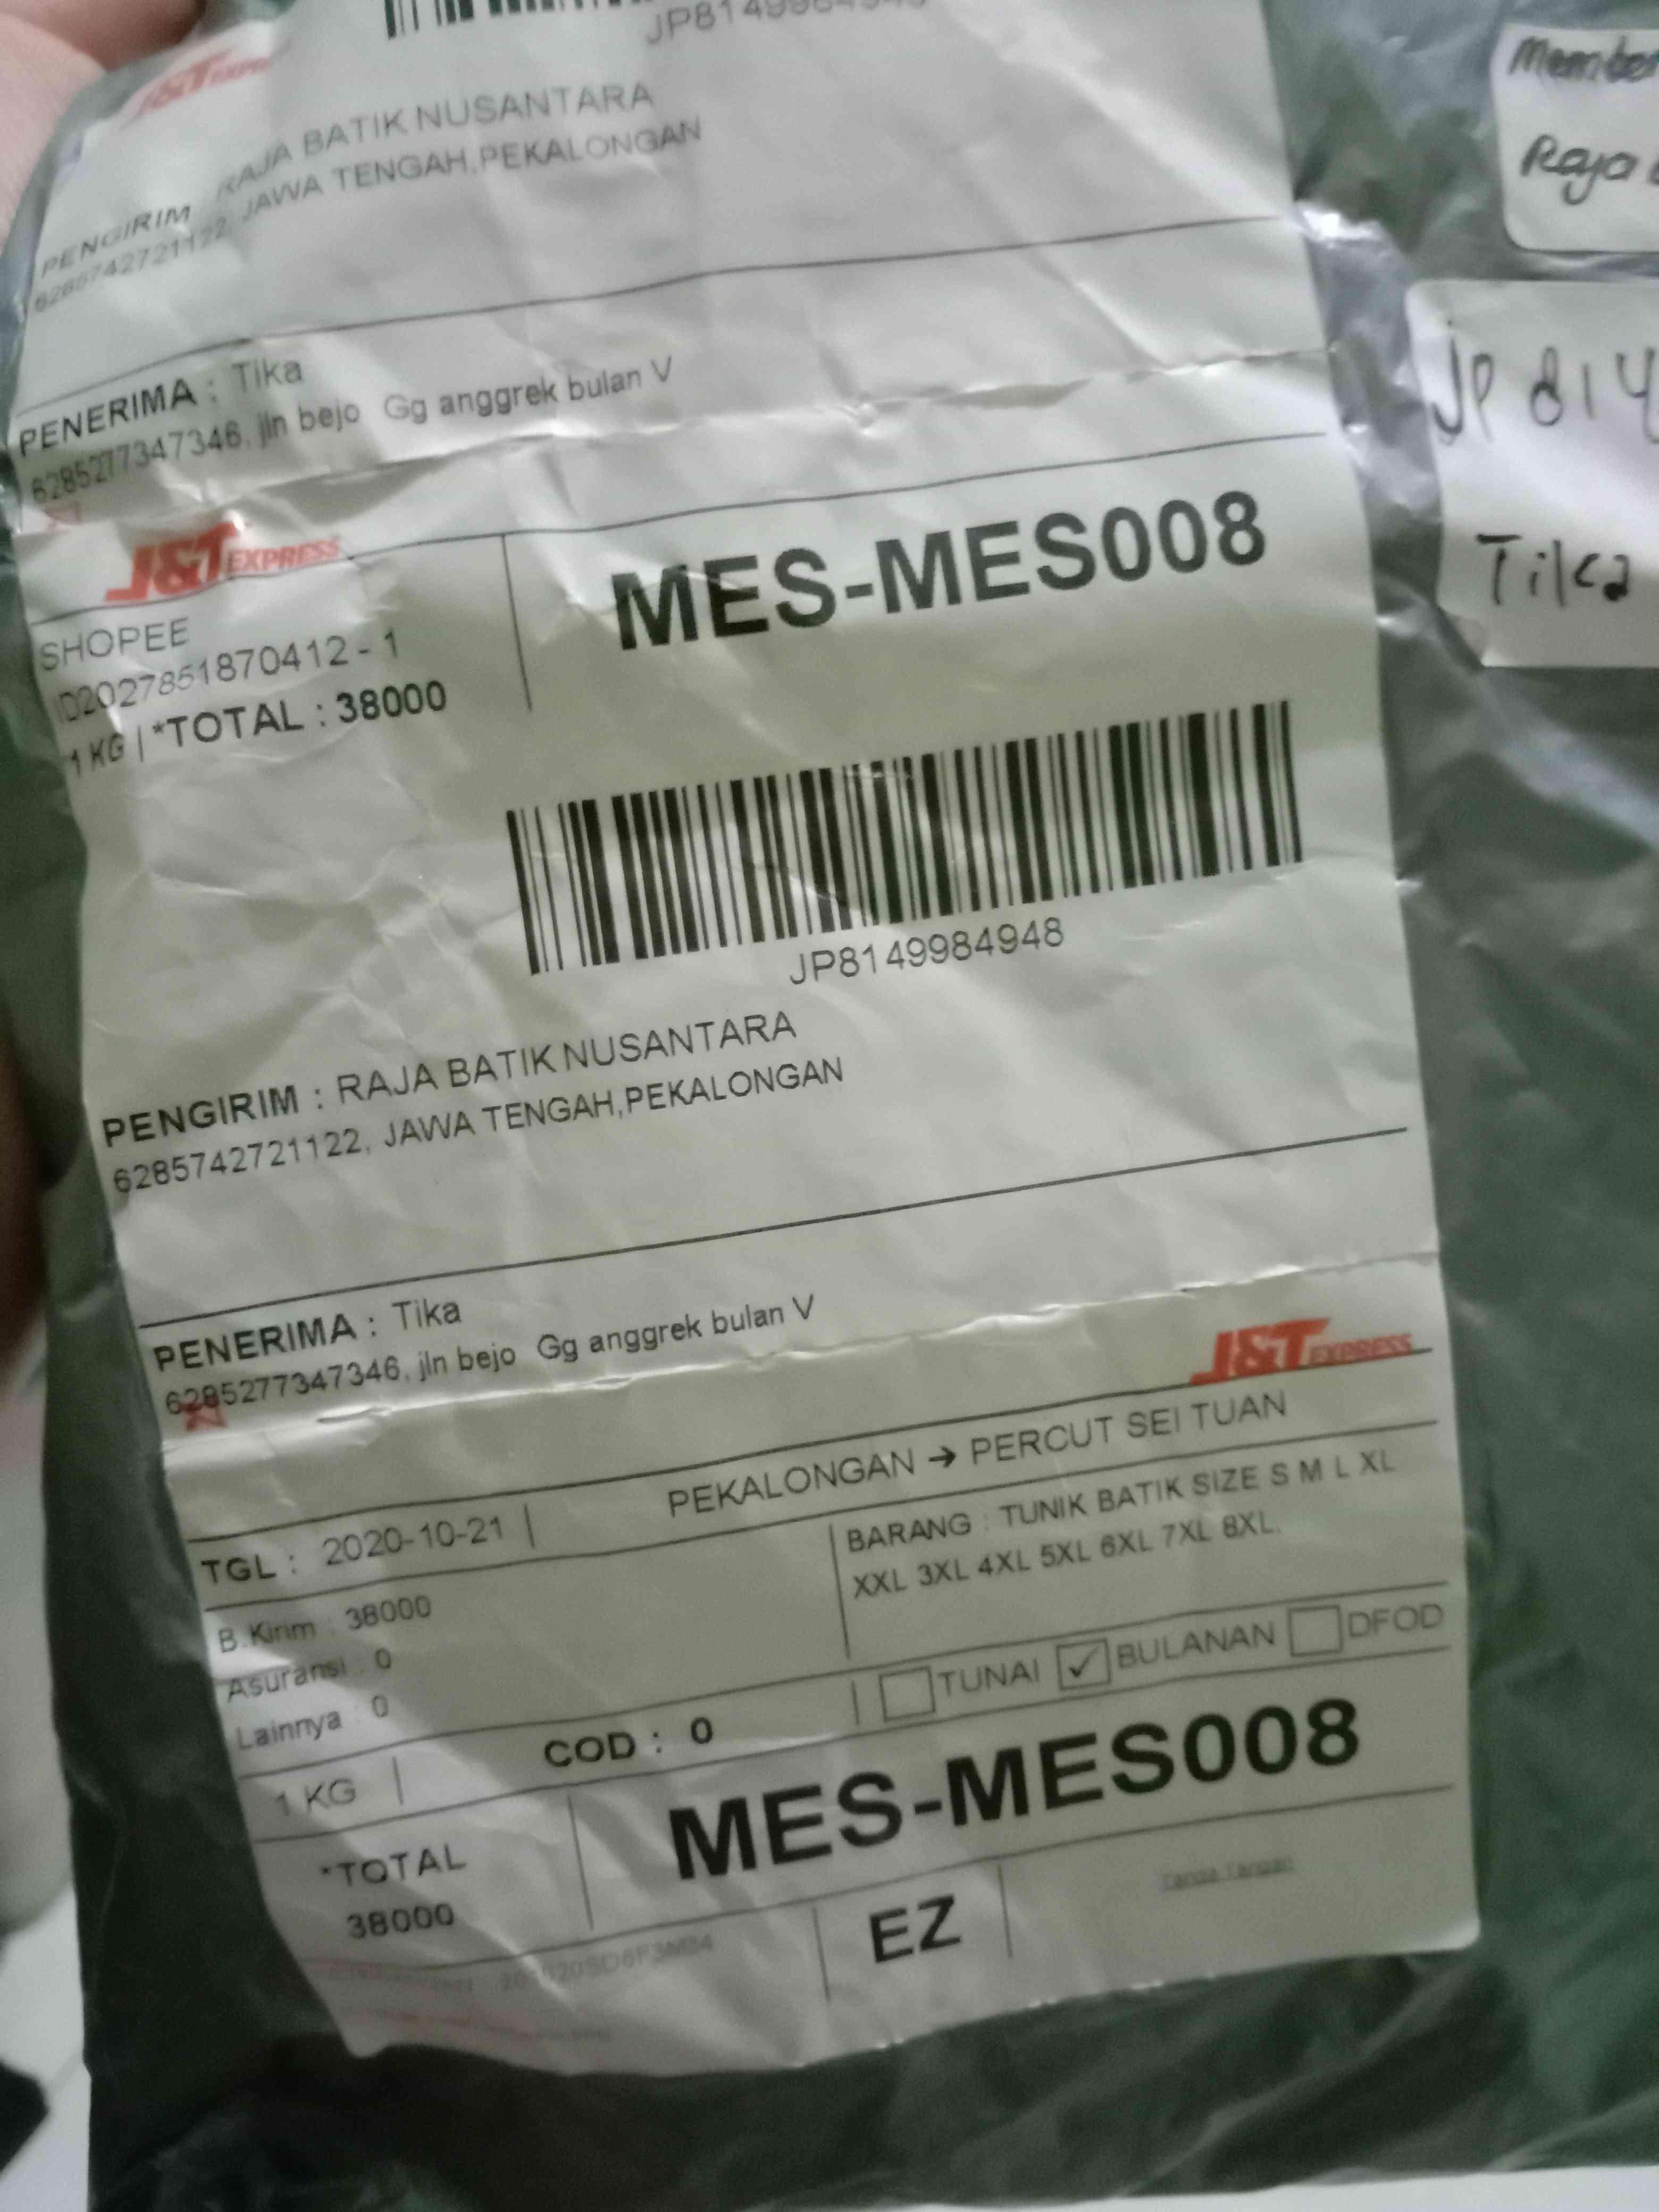 J&T EXPRESS
PENGIRIM RAJA BATIK NUSANTARA
6285742721122, JAWA TENGAH,PEKALONGAN
PENERIMA : Tika
6285277347346, jln bejo Gg anggrek bulan V
J&T EXPRESS
MES-MES008
SHOPEE
ID2027851870412 - 1
1 KG | *TOTAL : 38000
JP8149984948
PENGIRIM : RAJA BATIK NUSANTARA
6285742721122, JAWA TENGAH,PEKALONGAN
PENERIMA : Tika
6285277347346, jln bejo Gg anggrek bulan V
J&T EXPRESS
PEKALONGAN → PERCUT SEI TUAN
TGL : 2020-10-21
BARANG : TUNIK BATIK SIZE S M L XL
XXL 3XL 4XL 5XL 6XL 7XL 8XL.
B.Kirim : 38000
Asuransi : 0
Lainnya : 0
TUNAI ✓ BULANAN DFOD
COD : 0
1 KG
MES-MES008
*TOTAL
38000
EZ
Tanda Tangan
Member
Raja
JP 814
Tika